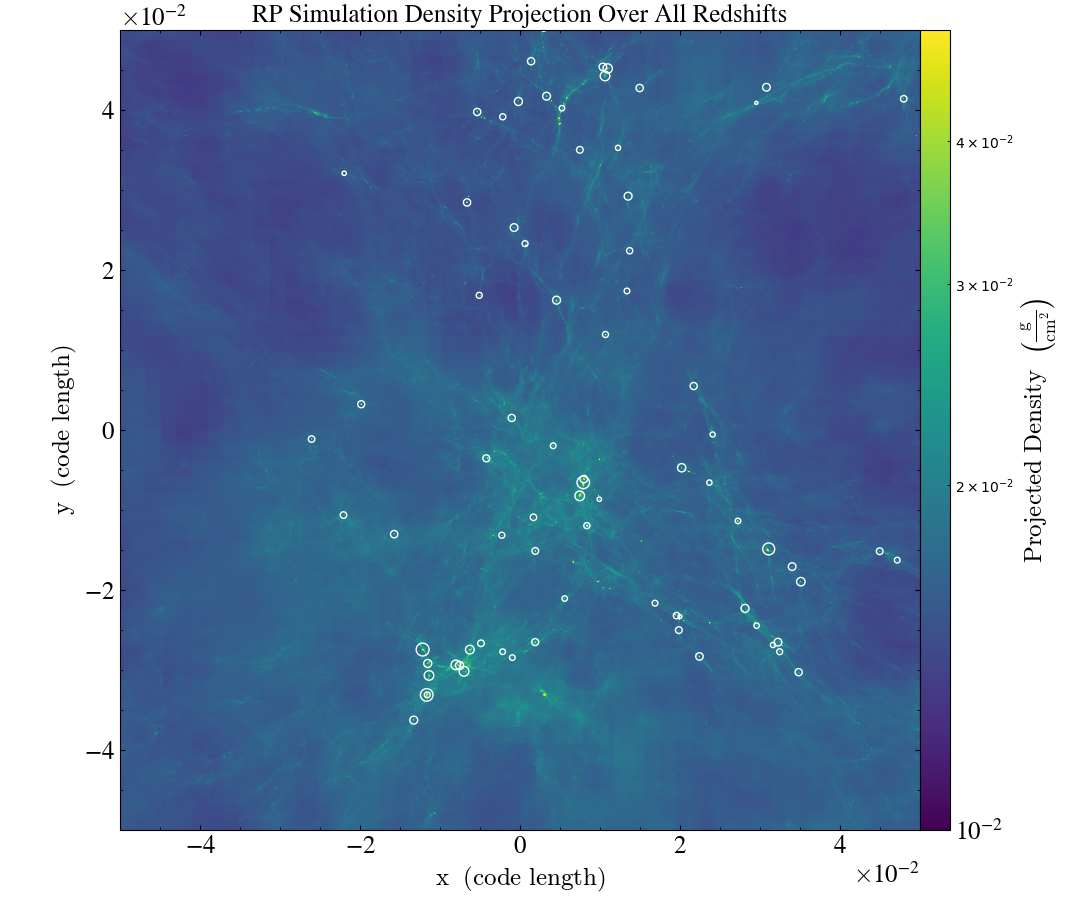 RP Simulation Density Projection Over All Redshifts
×10⁻²
4
2
0
−2
−4
y (code length)
−4 −2 0 2 4
x (code length)
×10⁻²
4 × 10⁻²
3 × 10⁻²
2 × 10⁻²
10⁻²
Projected Density (g/cm²)